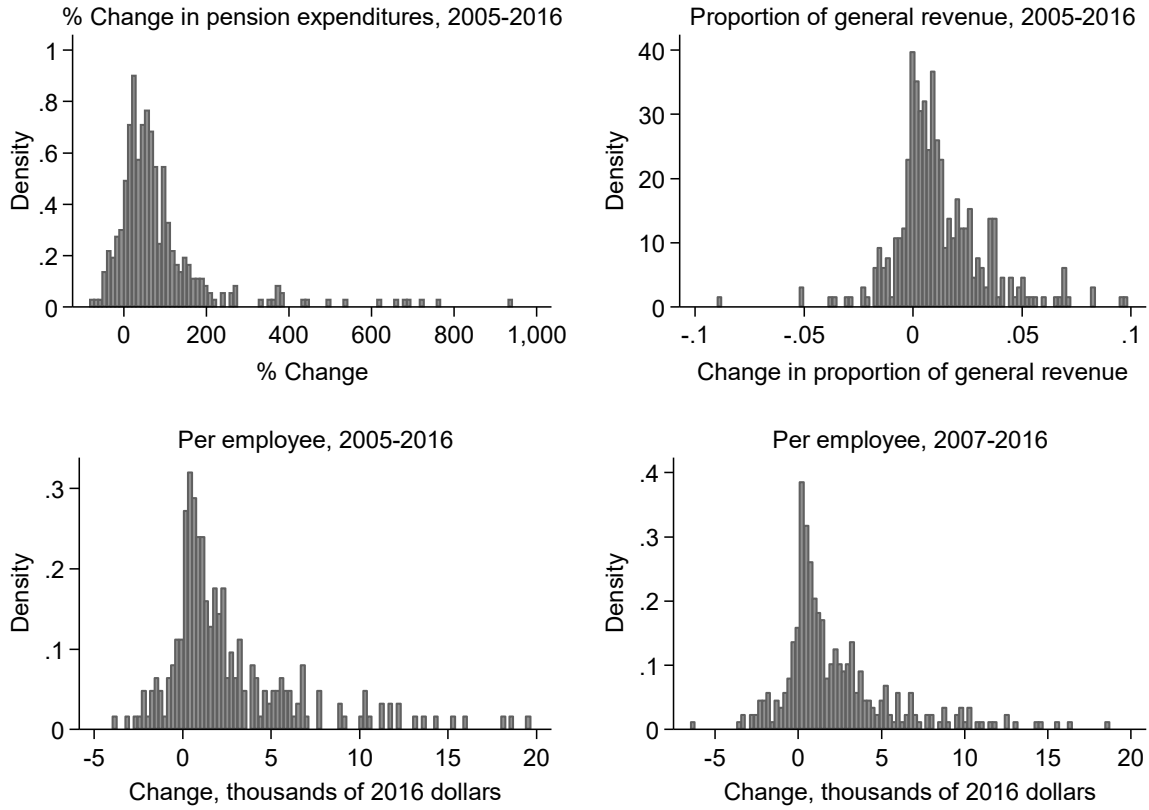 % Change in pension expenditures, 2005-2016
1
.8
.6
.4
.2
0
Density
0 200 400 600 800 1,000
% Change
Proportion of general revenue, 2005-2016
40
30
20
10
0
Density
-.1 -.05 0 .05 .1
Change in proportion of general revenue
Per employee, 2005-2016
.3
.2
.1
0
Density
-5 0 5 10 15 20
Change, thousands of 2016 dollars
Per employee, 2007-2016
.4
.3
.2
.1
0
Density
-5 0 5 10 15 20
Change, thousands of 2016 dollars